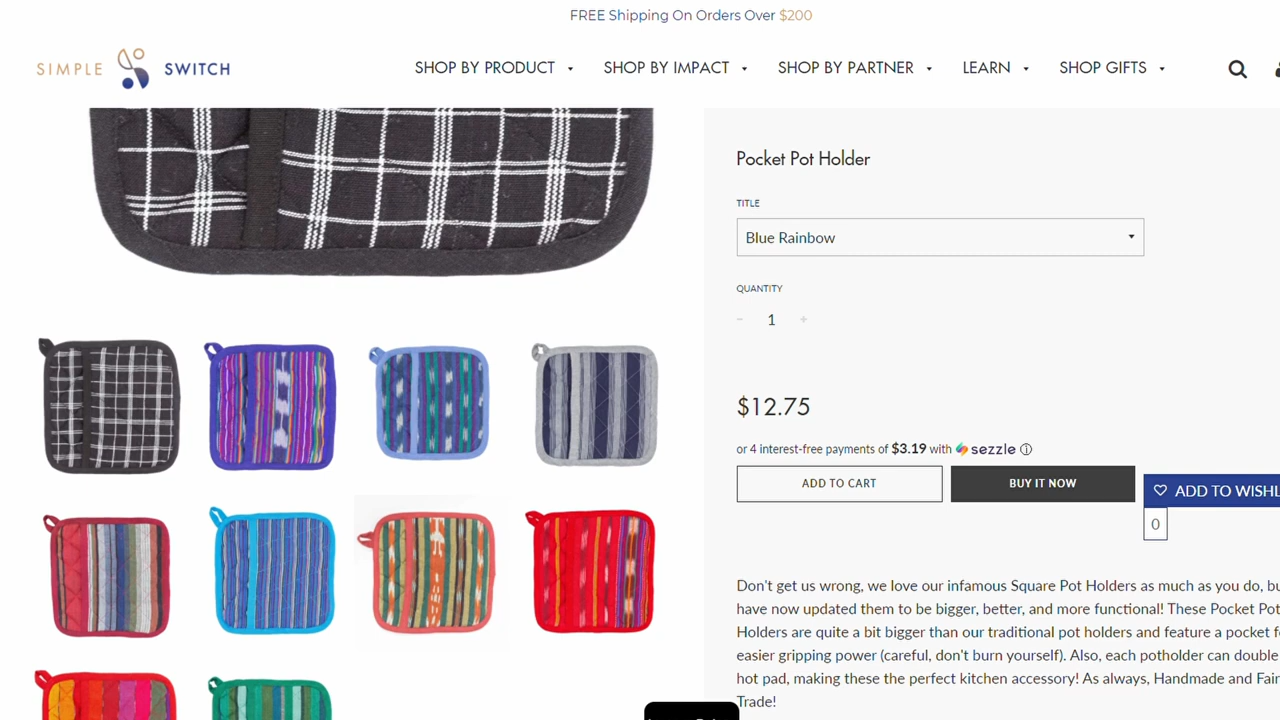 FREE Shipping On Orders Over $200
SIMPLE SWITCH
SHOP BY PRODUCT
SHOP BY IMPACT
SHOP BY PARTNER
LEARN
SHOP GIFTS
Pocket Pot Holder
TITLE
Blue Rainbow
QUANTITY
− 1 +
$12.75
or 4 interest-free payments of $3.19 with sezzle
ADD TO CART
BUY IT NOW
ADD TO WISHL
0
Don't get us wrong, we love our infamous Square Pot Holders as much as you do, bu
have now updated them to be bigger, better, and more functional! These Pocket Pot
Holders are quite a bit bigger than our traditional pot holders and feature a pocket f
easier gripping power (careful, don't burn yourself). Also, each potholder can double
hot pad, making these the perfect kitchen accessory! As always, Handmade and Fair
Trade!